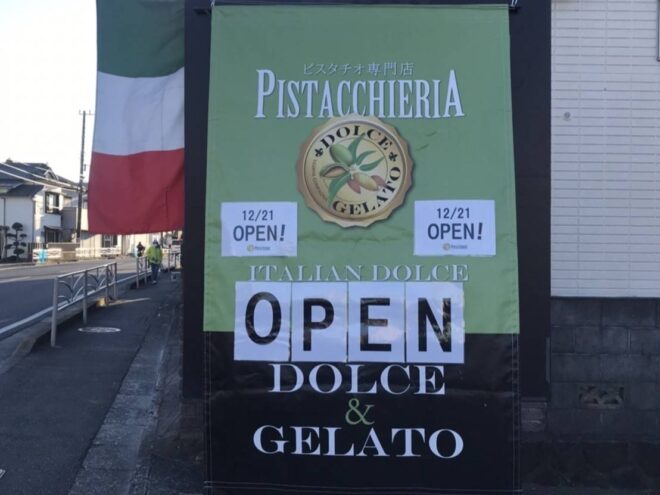 ピスタチオ専門店
PISTACCHIERIA
DOLCE
GELATO
12/21
OPEN!
12/21
OPEN!
ITALIAN DOLCE
OPEN
DOLCE
&
GELATO